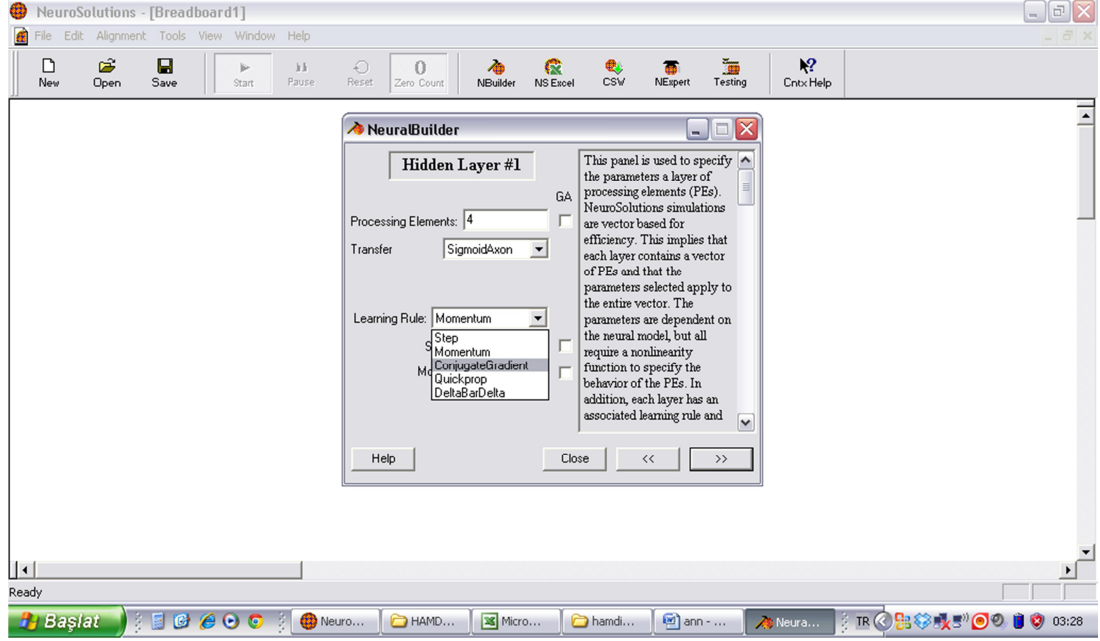 NeuroSolutions - [Breadboard1]
File Edit Alignment Tools View Window Help
New Open Save Start Pause Reset 0 Zero Count NBuilder NS Excel CSW NExpert Testing Cntx Help
NeuralBuilder
Hidden Layer #1
GA
Processing Elements: 4
Transfer SigmoidAxon
Learning Rule: Momentum
Step
Momentum
ConjugateGradient
Quickprop
DeltaBarDelta
S
Mo
This panel is used to specify
the parameters a layer of
processing elements (PEs).
NeuroSolutions simulations
are vector based for
efficiency. This implies that
each layer contains a vector
of PEs and that the
parameters selected apply to
the entire vector. The
parameters are dependent on
the neural model, but all
require a nonlinearity
function to specify the
behavior of the PEs. In
addition, each layer has an
associated learning rule and
Help Close << >>
Ready
Başlat Neuro... HAMD... Micro... hamdi... ann - ... Neura... TR 03:28